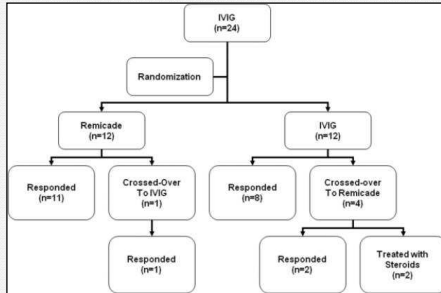 IVIG
(n=24)
Randomization
Remicade
(n=12)
IVIG
(n=12)
Responded
(n=11)
Crossed-Over
To IVIG
(n=1)
Responded
(n=8)
Crossed-over
To Remicade
(n=4)
Responded
(n=1)
Responded
(n=2)
Treated with
Steroids
(n=2)